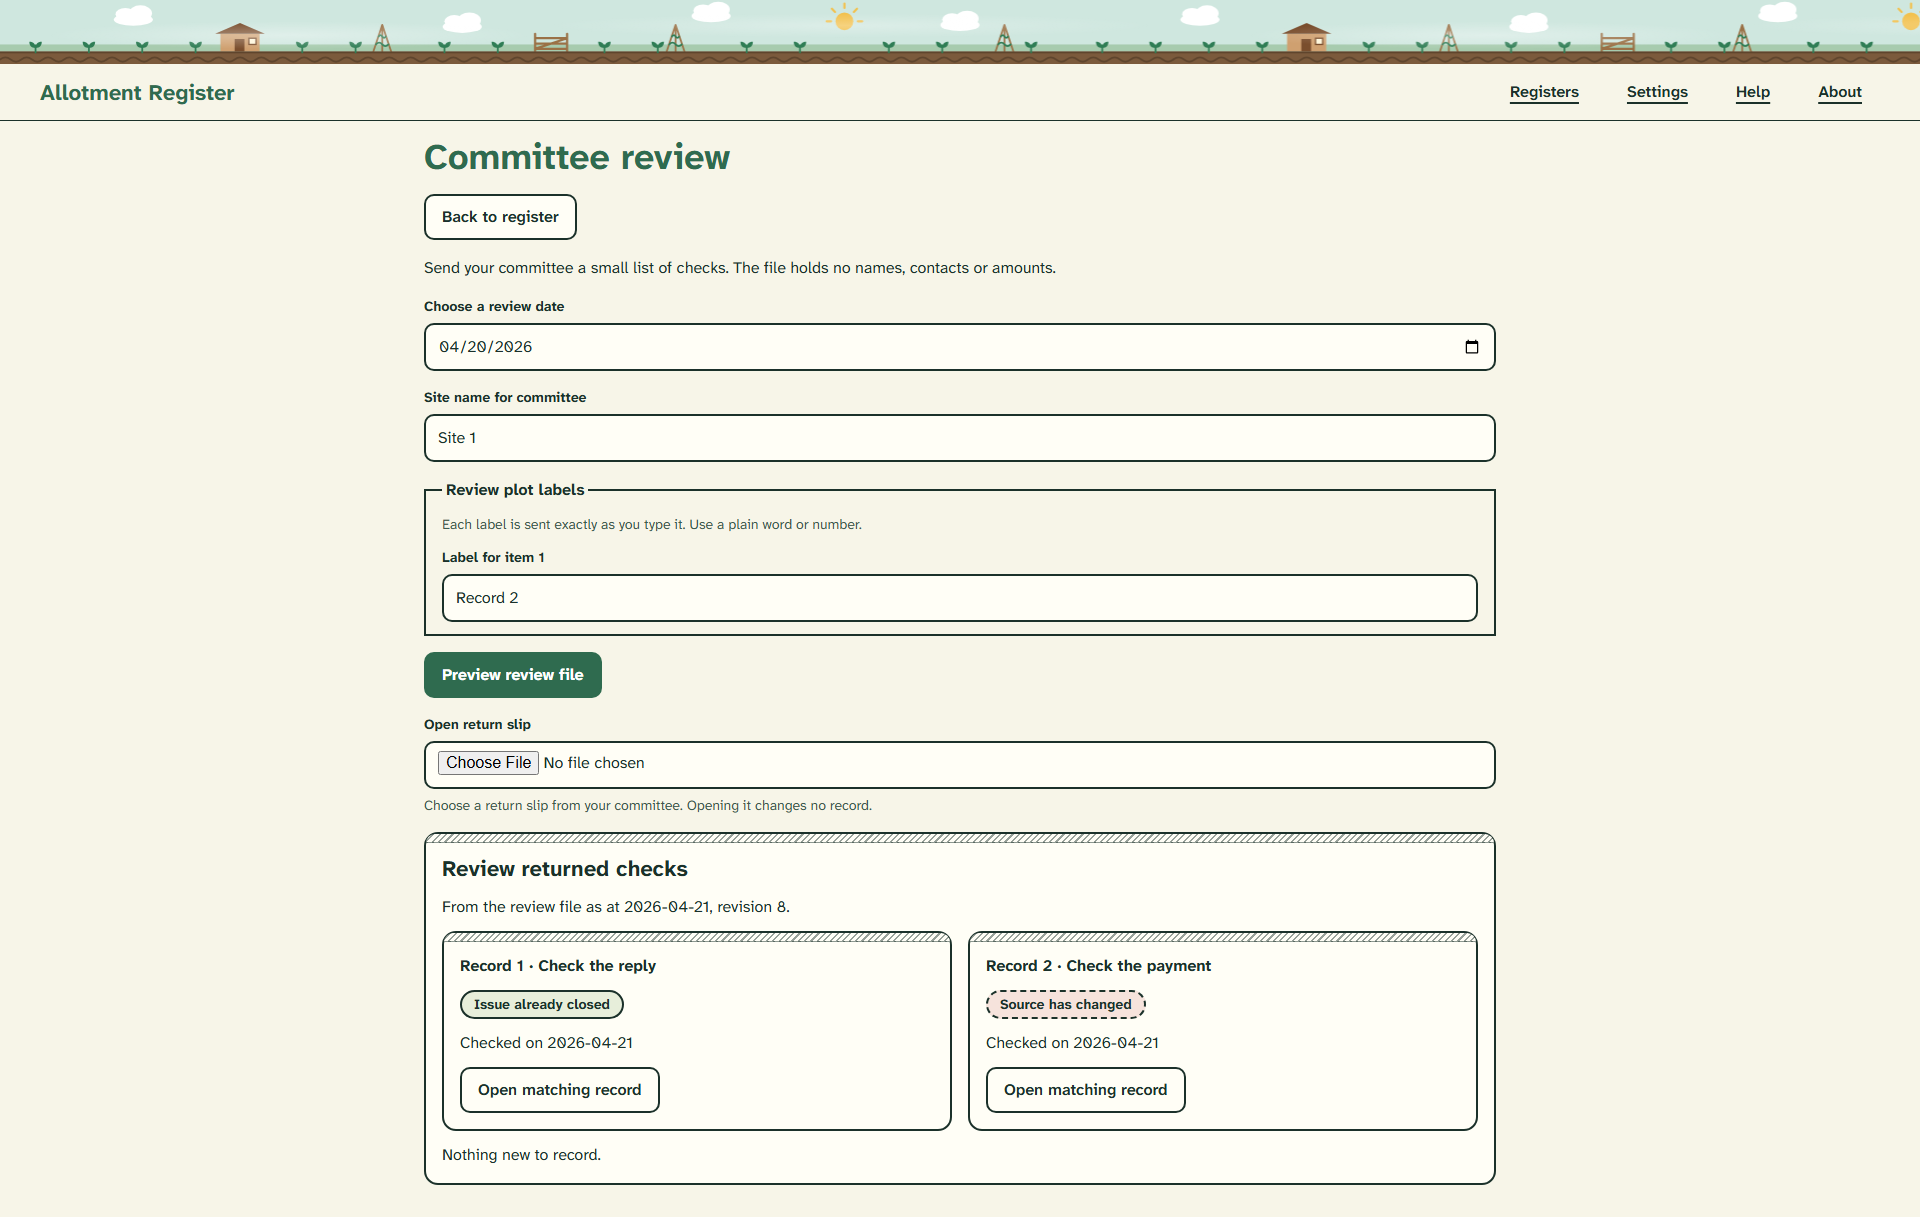 Allotment Register
Registers
Settings
Help
About
Committee review
Back to register
Send your committee a small list of checks. The file holds no names, contacts or amounts.
Choose a review date
04/20/2026
Site name for committee
Site 1
Review plot labels
Each label is sent exactly as you type it. Use a plain word or number.
Label for item 1
Record 2
Preview review file
Open return slip
Choose File No file chosen
Choose a return slip from your committee. Opening it changes no record.
Review returned checks
From the review file as at 2026-04-21, revision 8.
Record 1 · Check the reply
Issue already closed
Checked on 2026-04-21
Open matching record
Record 2 · Check the payment
Source has changed
Checked on 2026-04-21
Open matching record
Nothing new to record.